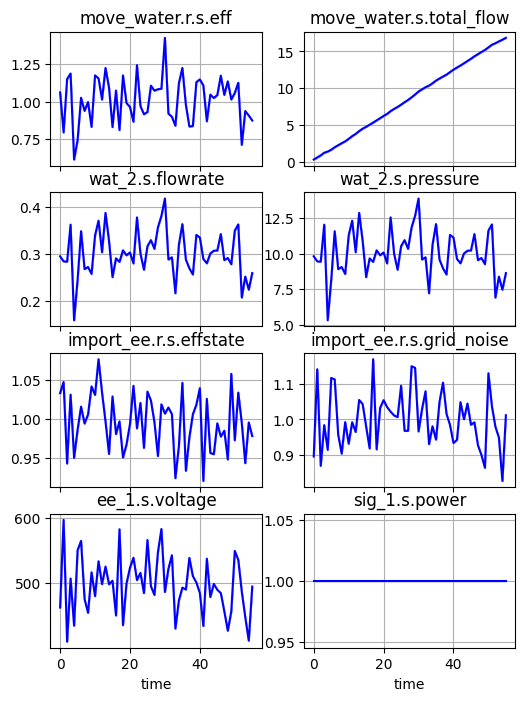 move_water.r.s.eff
move_water.s.total_flow
1.25
1.00
0.75
15
10
5
0
wat_2.s.flowrate
wat_2.s.pressure
0.4
0.3
0.2
12.5
10.0
7.5
5.0
import_ee.r.s.effstate
import_ee.r.s.grid_noise
1.05
1.00
0.95
1.1
1.0
0.9
ee_1.s.voltage
sig_1.s.power
600
500
1.05
1.00
0.95
0 20 40
0 20 40
time
time